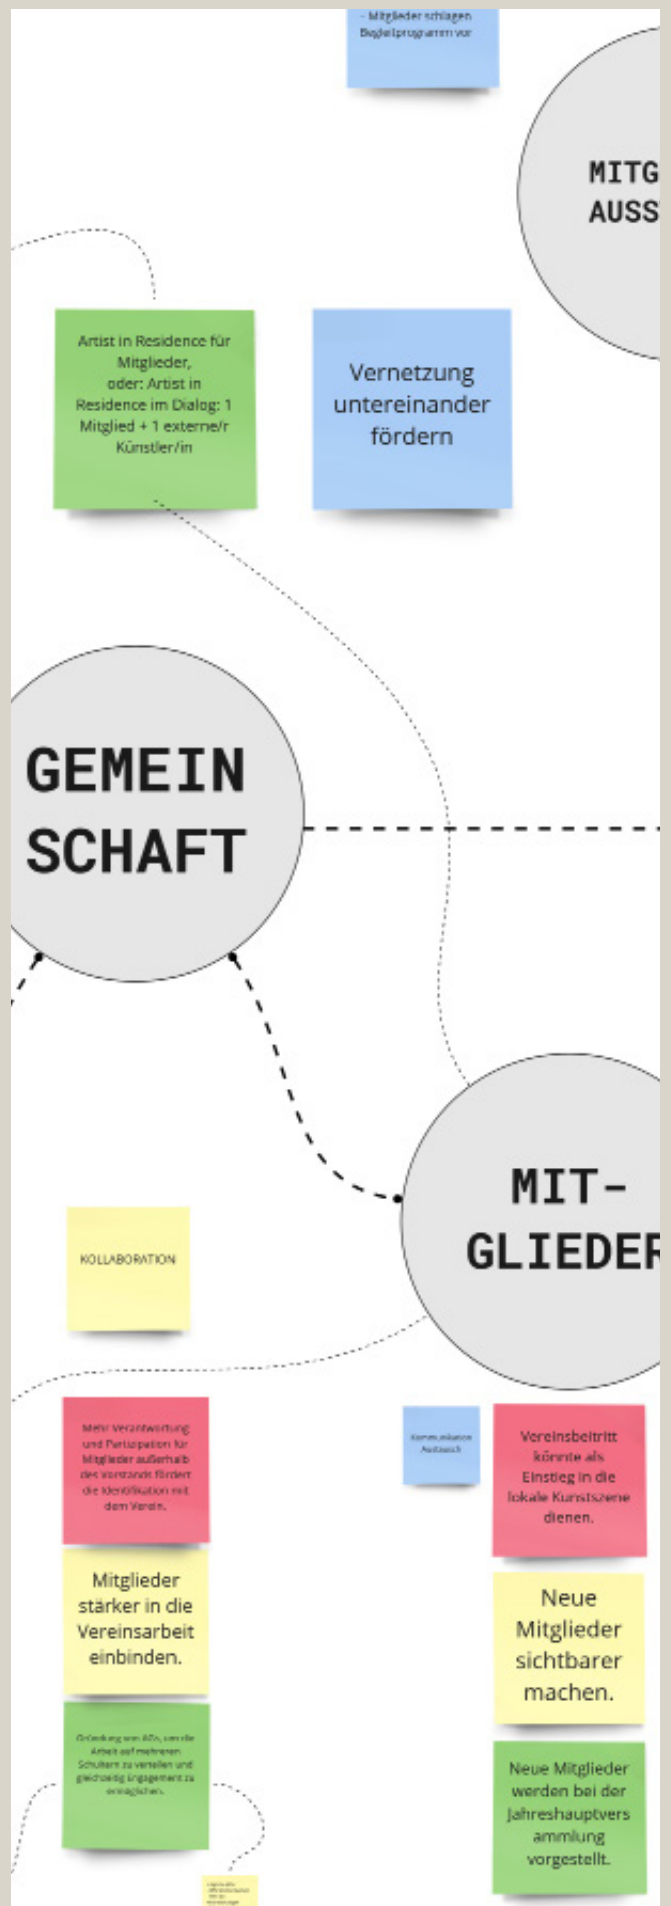 - Mitglieder schlagen
Begleitprogramm vor
MITG
AUSS
Artist in Residence für
Mitglieder,
oder: Artist in
Residence im Dialog: 1
Mitglied + 1 externe/r
Künstler/in
Vernetzung
untereinander
fördern
GEMEIN
SCHAFT
MIT-
GLIEDER
KOLLABORATION
Mehr Verantwortung
und Partizipation für
Mitglieder außerhalb
des Vorstands fördert
die Identifikation mit
dem Verein.
Mitglieder
stärker in die
Vereinsarbeit
einbinden.
Gründung von AGs, um die
Arbeit auf mehreren
Schultern zu verteilen und
gleichzeitig Engagement zu
ermöglichen.
Kommunikation
Austausch
Vereinsbeitritt
könnte als
Einstieg in die
lokale Kunstszene
dienen.
Neue
Mitglieder
sichtbarer
machen.
Neue Mitglieder
werden bei der
Jahreshauptvers
ammlung
vorgestellt.